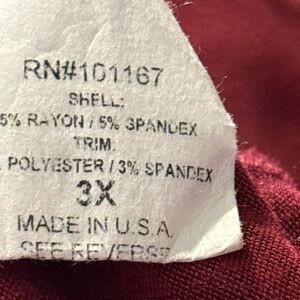 RN#101167
SHELL:
5% RAYON / 5% SPANDEX
TRIM:
POLYESTER / 3% SPANDEX
3X
MADE IN U.S.A.
SEE REVERSE